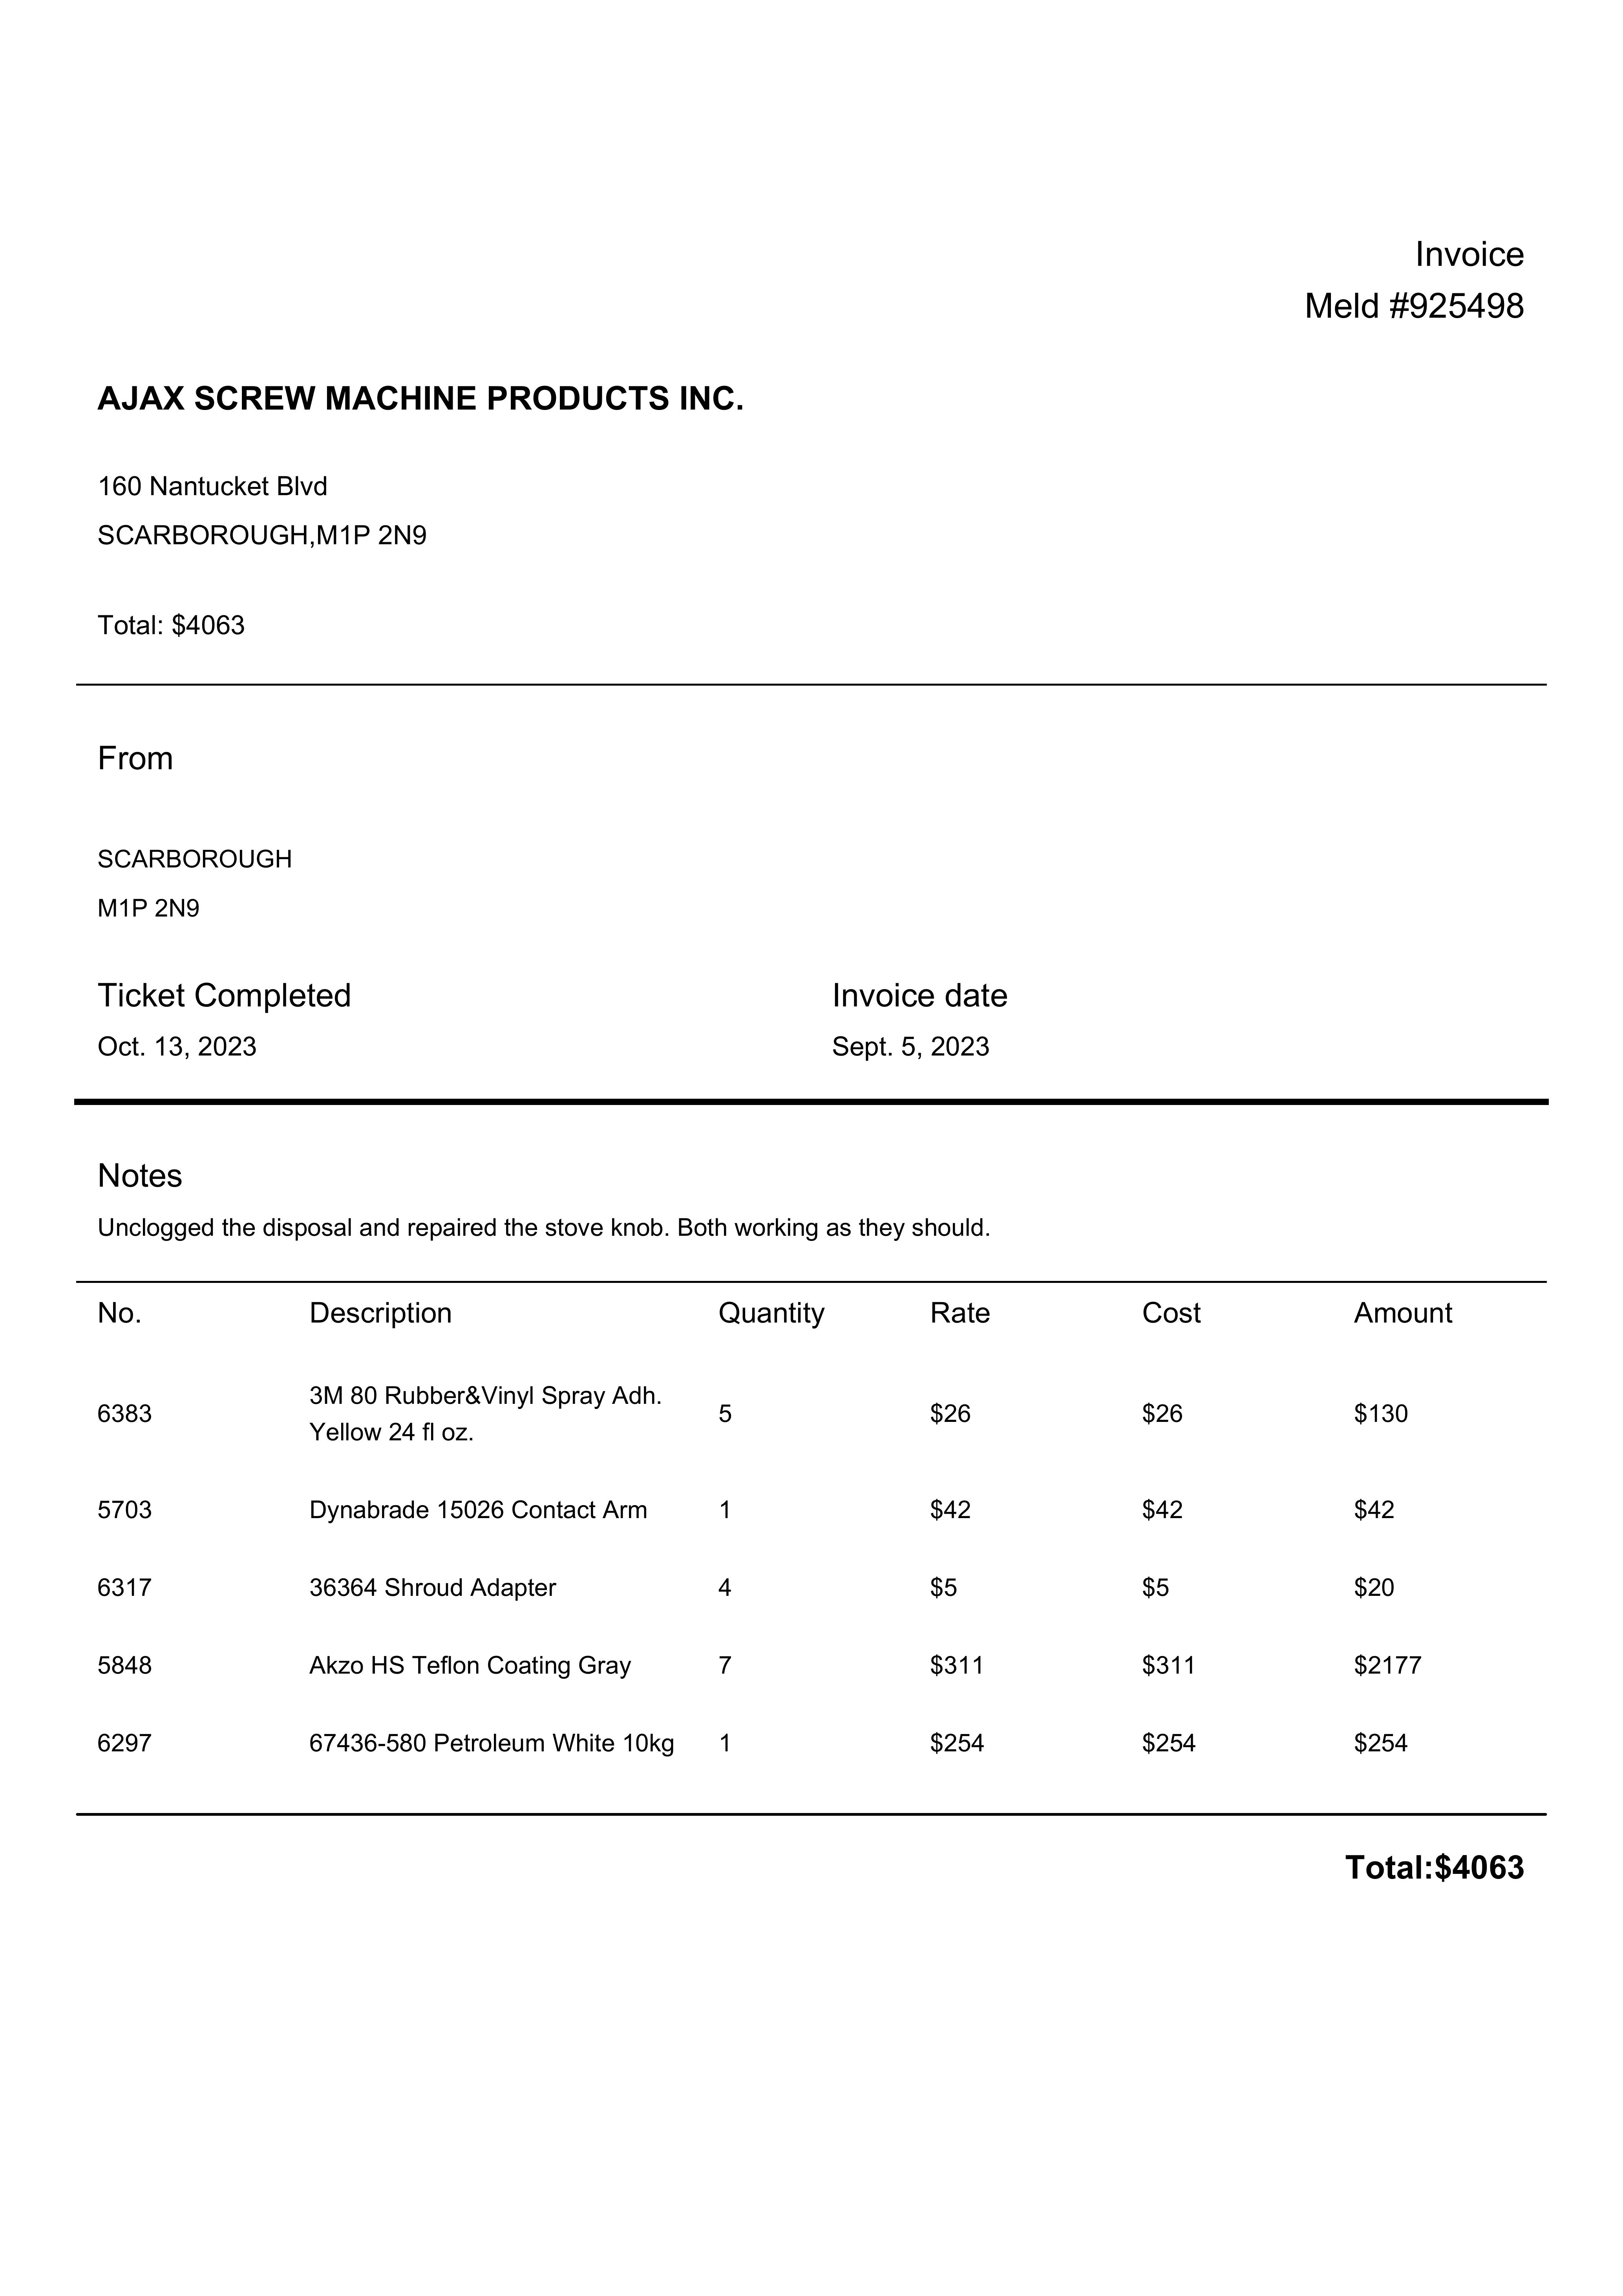 Invoice
Meld #925498
AJAX SCREW MACHINE PRODUCTS INC.
160 Nantucket Blvd
SCARBOROUGH,M1P 2N9
Total: $4063
From
SCARBOROUGH
M1P 2N9
Ticket Completed Invoice date
Oct. 13, 2023 Sept. 5, 2023
Notes
Unclogged the disposal and repaired the stove knob. Both working as they should.
No. Description Quantity Rate Cost Amount
6383 3M 80 Rubber&Vinyl Spray Adh. 5 $26 $26 $130
Yellow 24 fl oz.
5703 Dynabrade 15026 Contact Arm 1 $42 $42 $42
6317 36364 Shroud Adapter 4 $5 $5 $20
5848 Akzo HS Teflon Coating Gray 7 $311 $311 $2177
6297 67436-580 Petroleum White 10kg 1 $254 $254 $254
Total:$4063